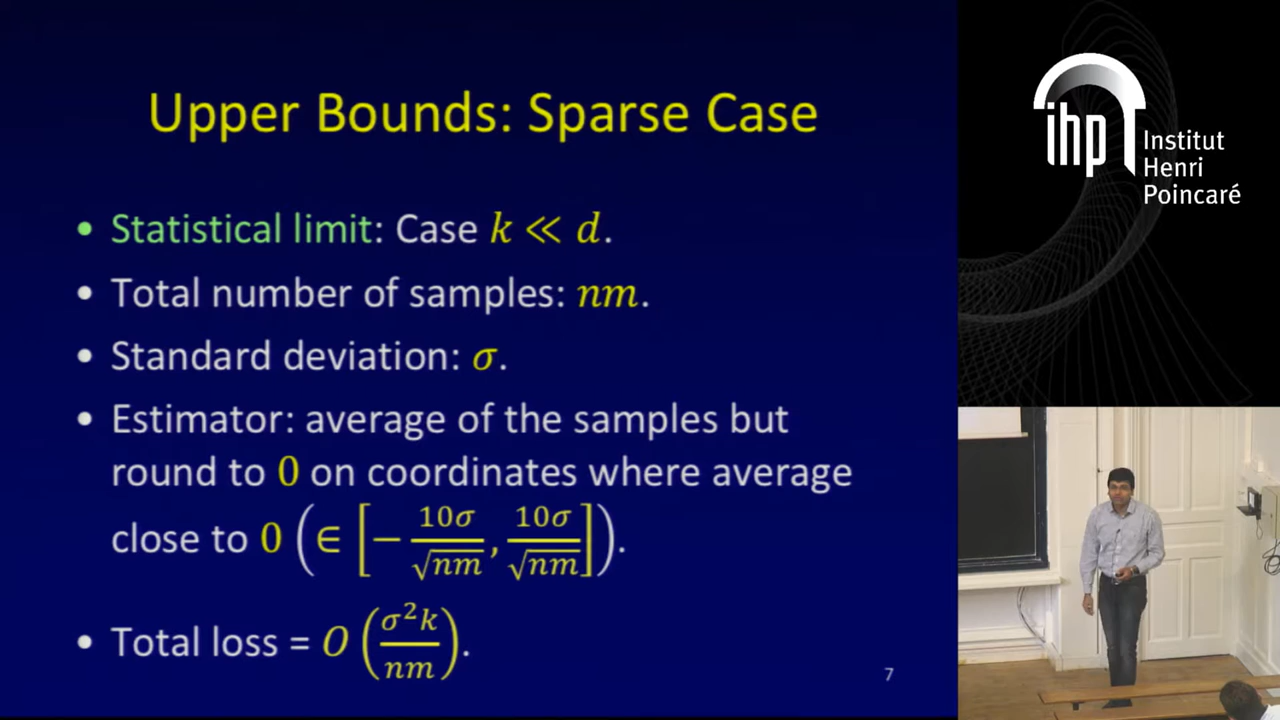 Upper Bounds: Sparse Case
• Statistical limit: Case k ≪ d.
• Total number of samples: nm.
• Standard deviation: σ.
• Estimator: average of the samples but
round to 0 on coordinates where average
close to 0 (∈ [−10σ/√nm, 10σ/√nm]).
• Total loss = O(σ²k/nm).
7
ihp
Institut
Henri
Poincaré